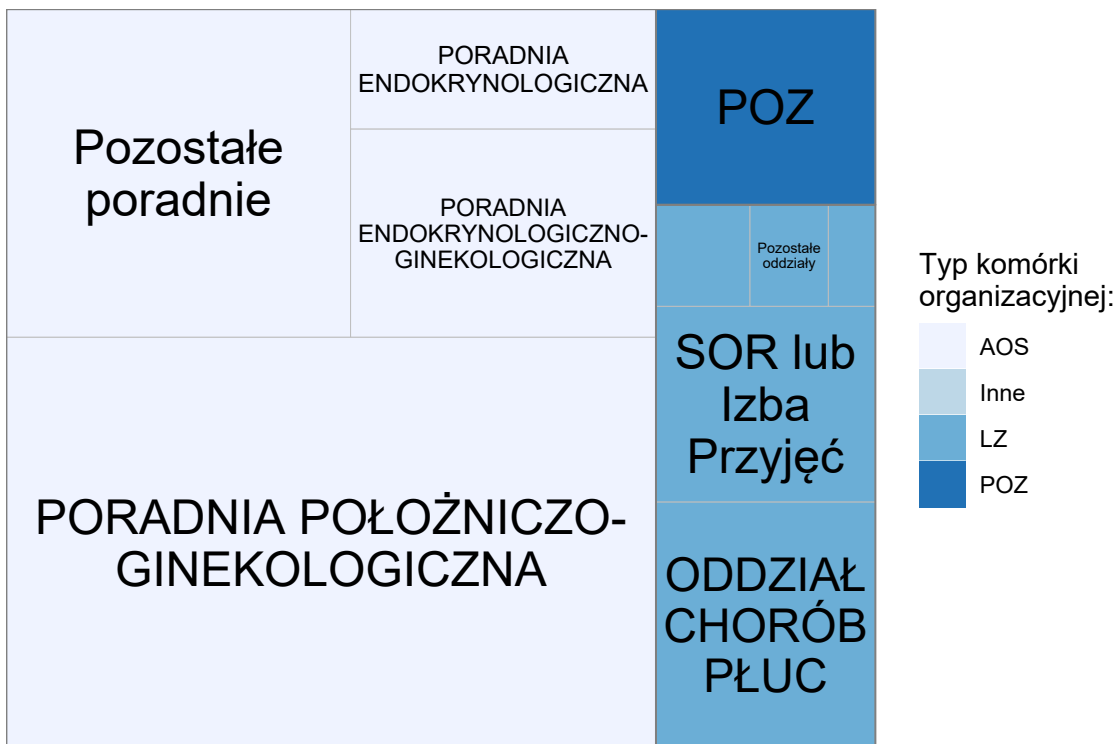 Pozostałe
poradnie
PORADNIA
ENDOKRYNOLOGICZNA
PORADNIA
ENDOKRYNOLOGICZNO-
GINEKOLOGICZNA
PORADNIA POŁOŻNICZO-
GINEKOLOGICZNA
POZ
Pozostałe
oddziały
SOR lub
Izba
Przyjęć
ODDZIAŁ
CHORÓB
PŁUC
Typ komórki
organizacyjnej:
AOS
Inne
LZ
POZ